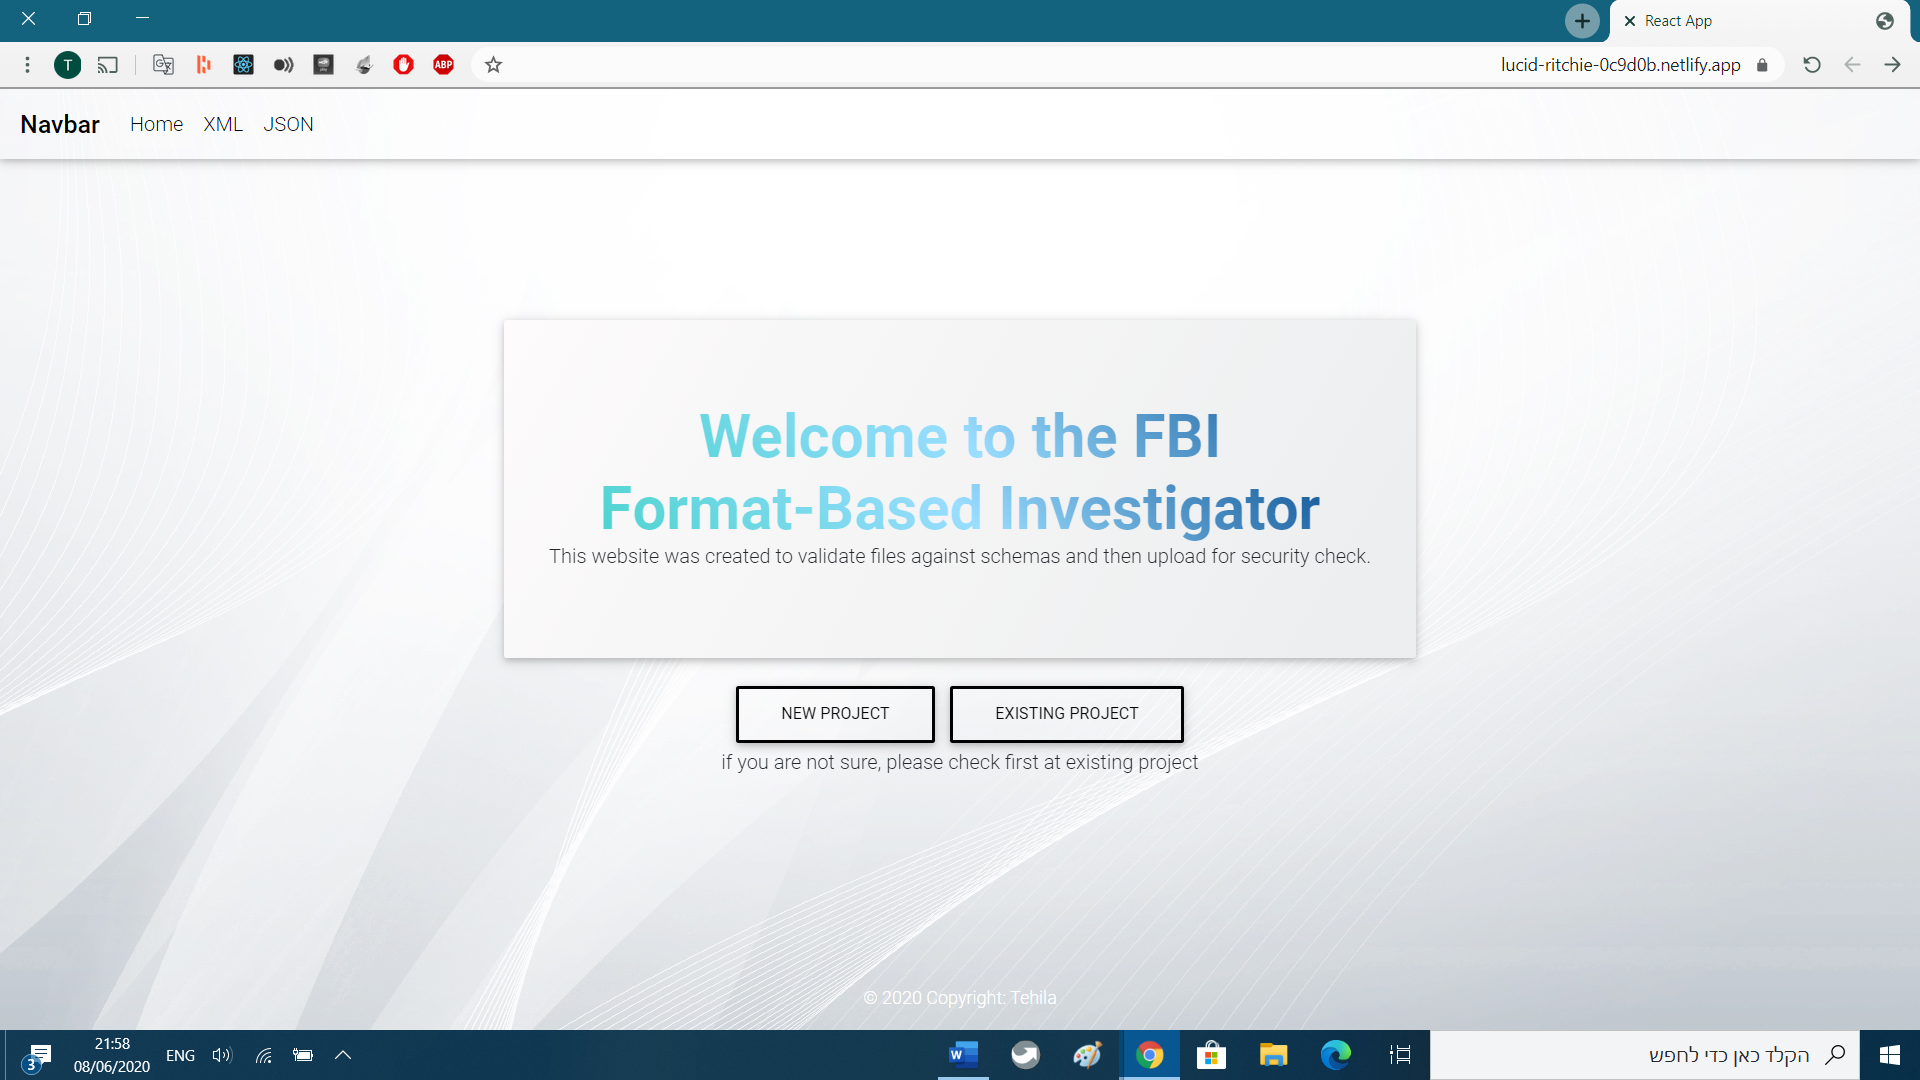 React App
lucid-ritchie-0c9d0b.netlify.app
T
ABP
Navbar Home XML JSON
Welcome to the FBI
Format-Based Investigator
This website was created to validate files against schemas and then upload for security check.
NEW PROJECT EXISTING PROJECT
if you are not sure, please check first at existing project
© 2020 Copyright: Tehila
3
21:58
08/06/2020
ENG
W
הקלד כאן כדי לחפש